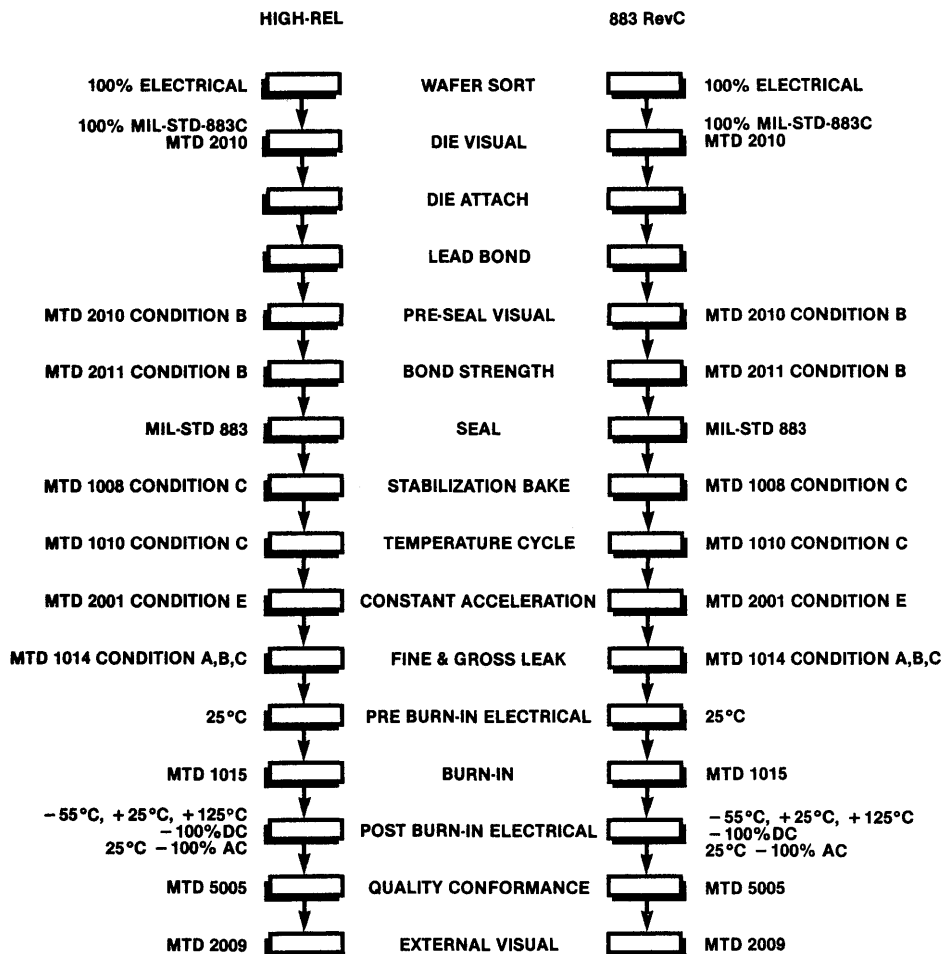 HIGH-REL 883 RevC
100% ELECTRICAL WAFER SORT 100% ELECTRICAL
100% MIL-STD-883C 100% MIL-STD-883C
MTD 2010 DIE VISUAL MTD 2010
DIE ATTACH
LEAD BOND
MTD 2010 CONDITION B PRE-SEAL VISUAL MTD 2010 CONDITION B
MTD 2011 CONDITION B BOND STRENGTH MTD 2011 CONDITION B
MIL-STD 883 SEAL MIL-STD 883
MTD 1008 CONDITION C STABILIZATION BAKE MTD 1008 CONDITION C
MTD 1010 CONDITION C TEMPERATURE CYCLE MTD 1010 CONDITION C
MTD 2001 CONDITION E CONSTANT ACCELERATION MTD 2001 CONDITION E
MTD 1014 CONDITION A,B,C FINE & GROSS LEAK MTD 1014 CONDITION A,B,C
25°C PRE BURN-IN ELECTRICAL 25°C
MTD 1015 BURN-IN MTD 1015
−55°C, +25°C, +125°C −55°C, +25°C, +125°C
−100%DC POST BURN-IN ELECTRICAL −100%DC
25°C −100% AC 25°C −100% AC
MTD 5005 QUALITY CONFORMANCE MTD 5005
MTD 2009 EXTERNAL VISUAL MTD 2009